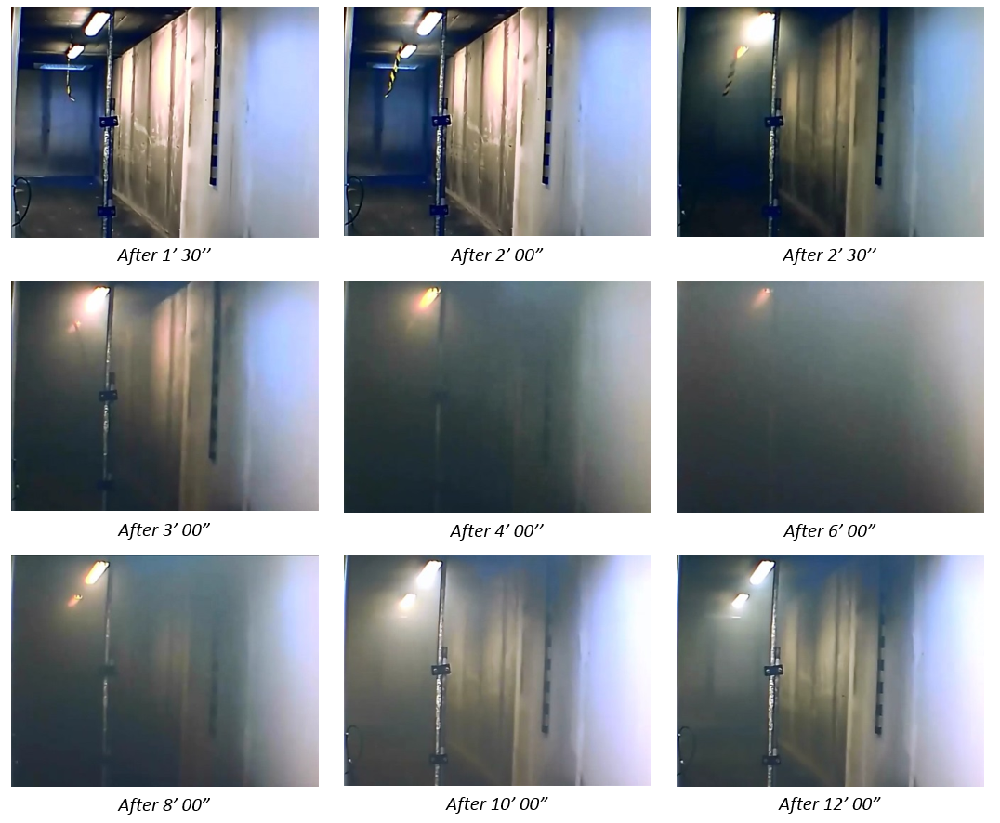 After 1’ 30’’
After 2’ 00”
After 2’ 30’’
After 3’ 00”
After 4’ 00’’
After 6’ 00”
After 8’ 00”
After 10’ 00”
After 12’ 00”